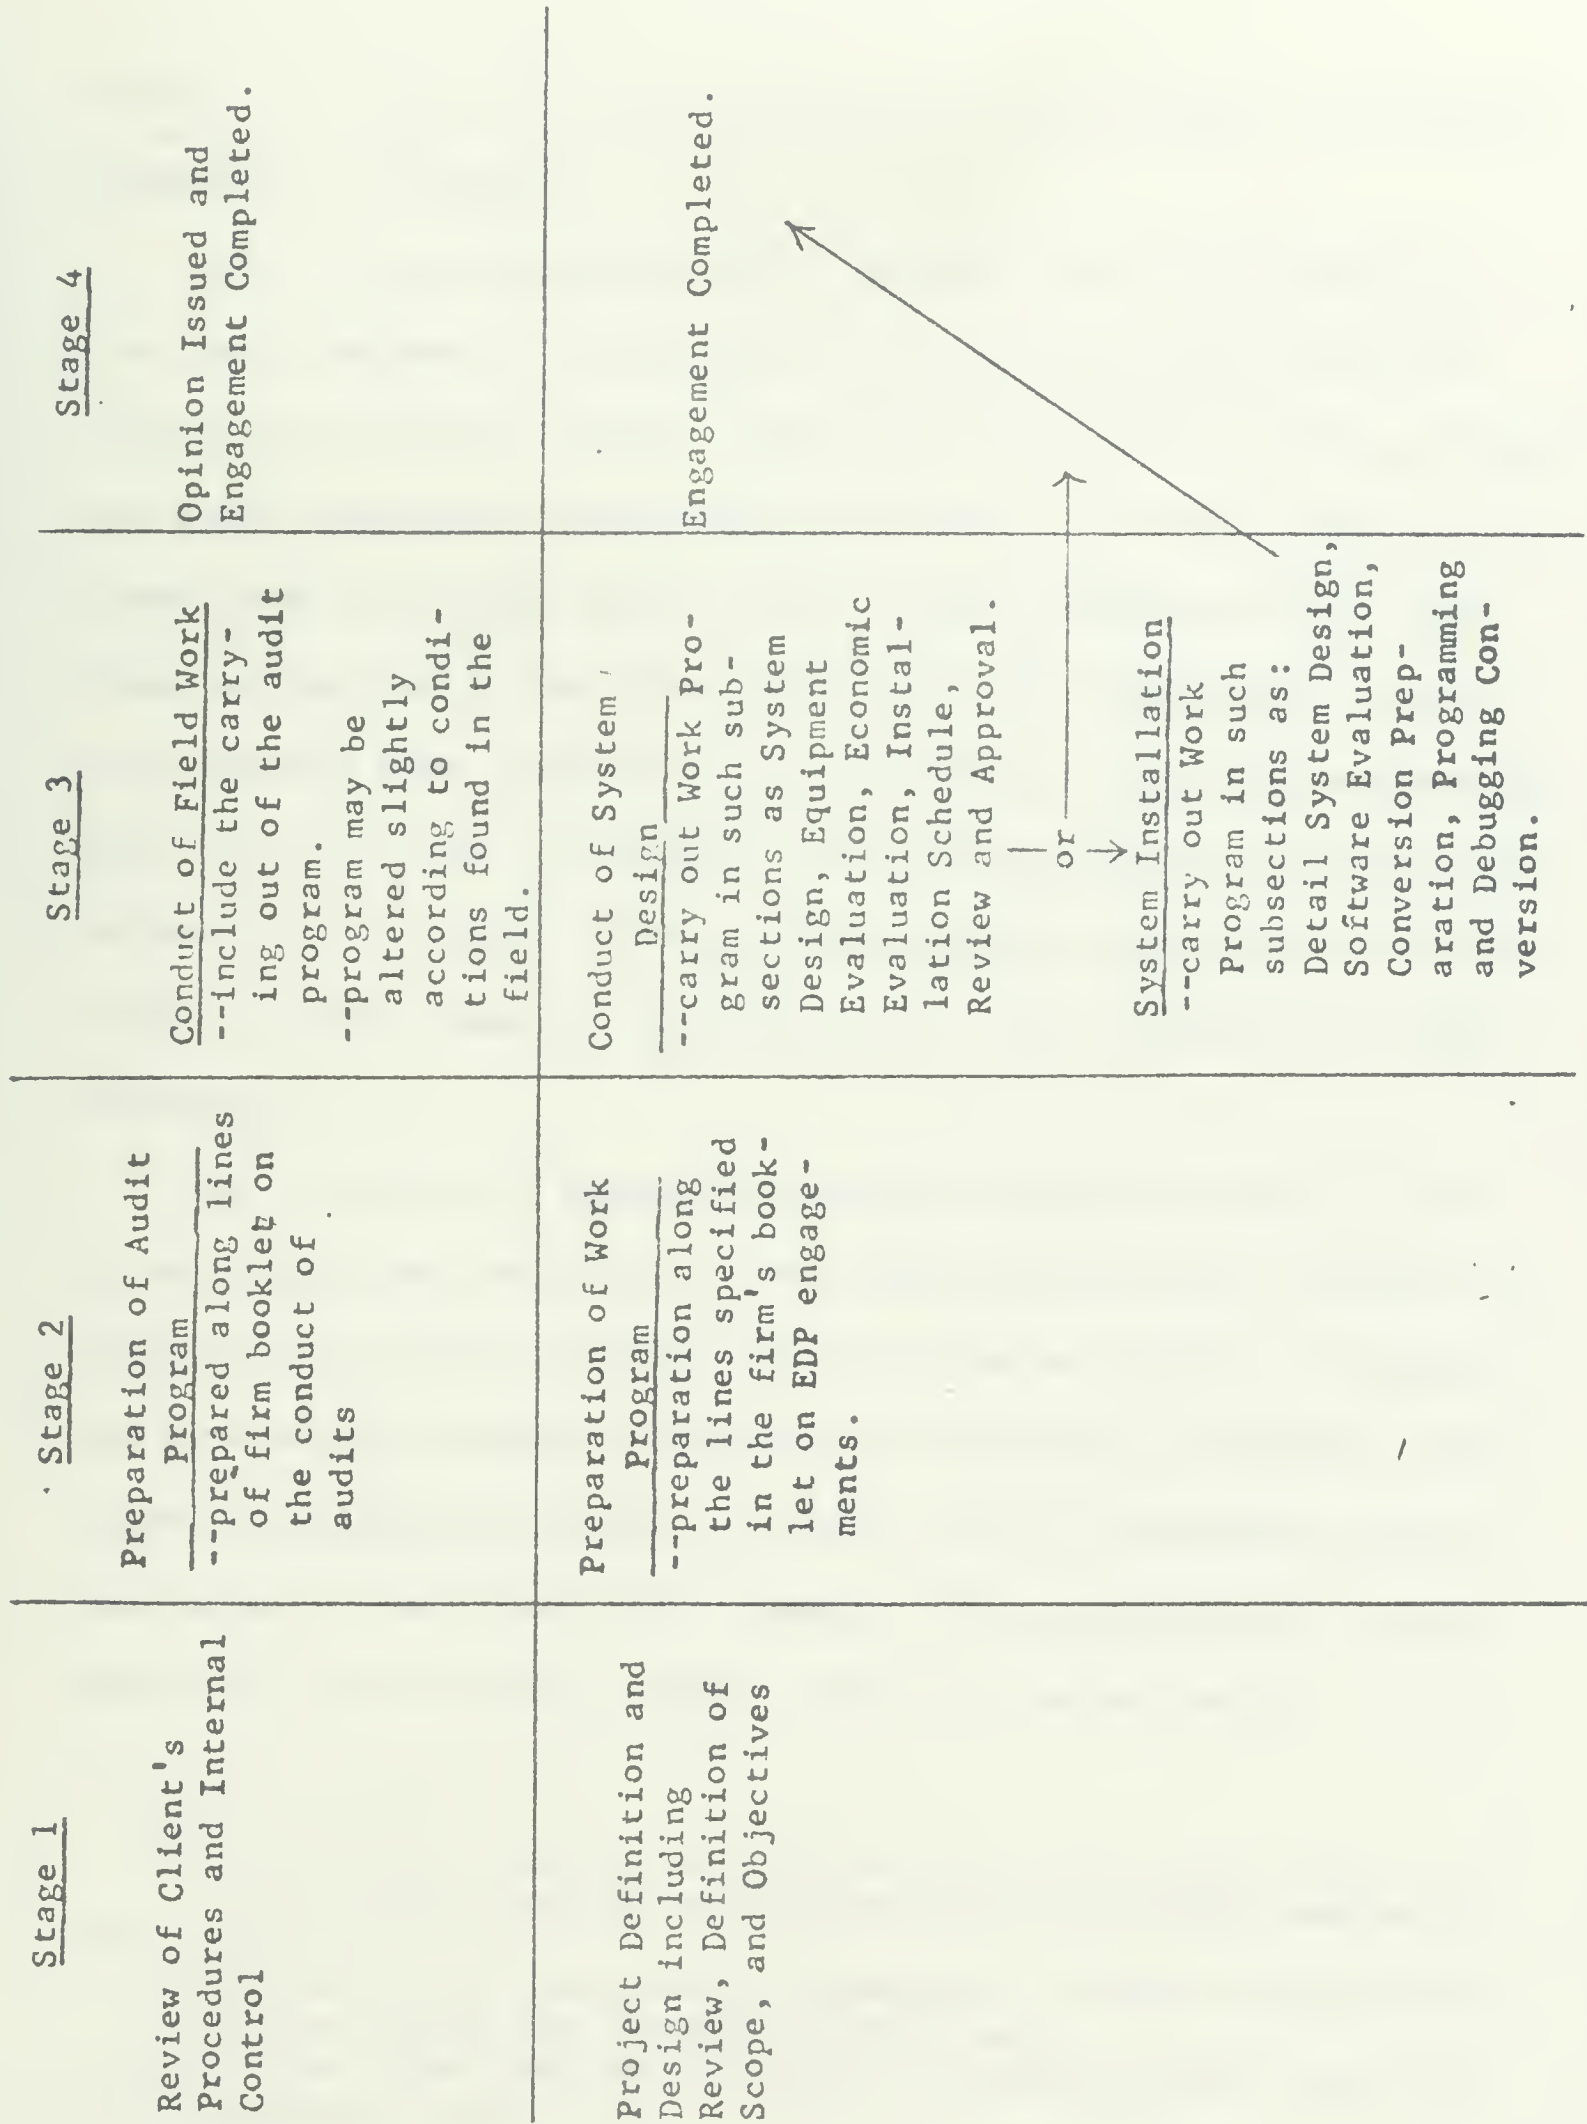 Stage 1
Stage 2
Stage 3
Stage 4
Review of Client's
Procedures and Internal
Control
Preparation of Audit
Program
--prepared along lines
of firm booklet on
the conduct of
audits
Conduct of Field Work
--include the carry-
ing out of the audit
program.
--program may be
altered slightly
according to condi-
tions found in the
field.
Opinion Issued and
Engagement Completed.
Project Definition and
Design including
Review, Definition of
Scope, and Objectives
Preparation of Work
Program
--preparation along
the lines specified
in the firm's book-
let on EDP engage-
ments.
Conduct of System
Design
--carry out Work Pro-
gram in such sub-
sections as System
Design, Equipment
Evaluation, Economic
Evaluation, Instal-
lation Schedule,
Review and Approval.
or
System Installation
--carry out Work
Program in such
subsections as:
Detail System Design,
Software Evaluation,
Conversion Prep-
aration, Programming
and Debugging Con-
version.
Engagement Completed.